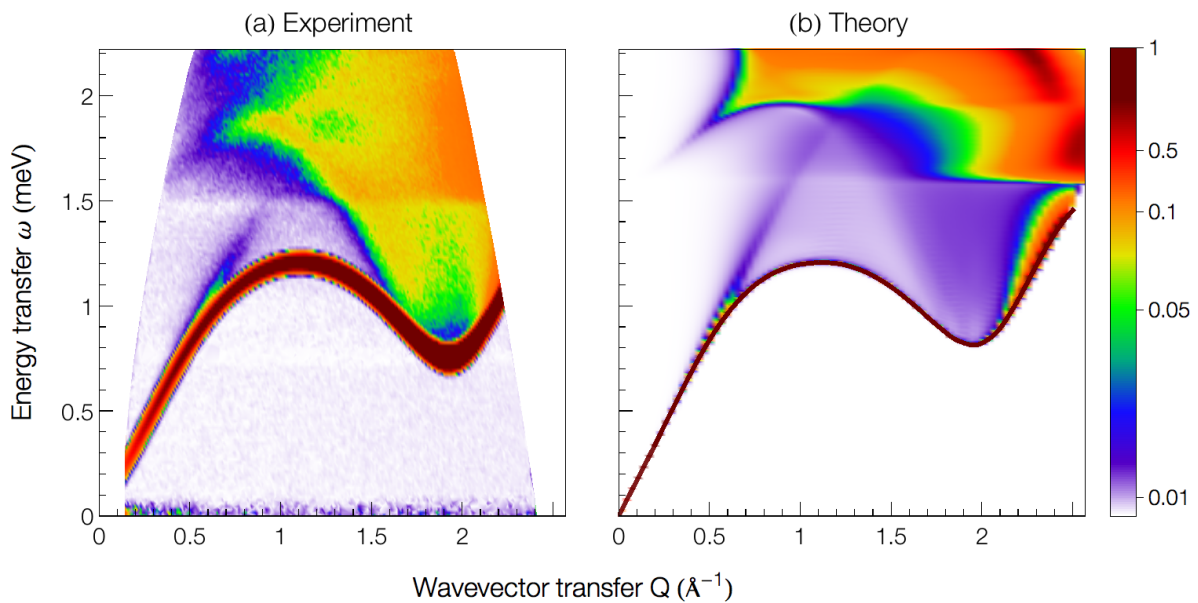 (a) Experiment
(b) Theory
Energy transfer ω (meV)
2
1.5
1
0.5
0
0 0.5 1 1.5 2
0 0.5 1 1.5 2
1
0.5
0.1
0.05
0.01
Wavevector transfer Q (Å⁻¹)